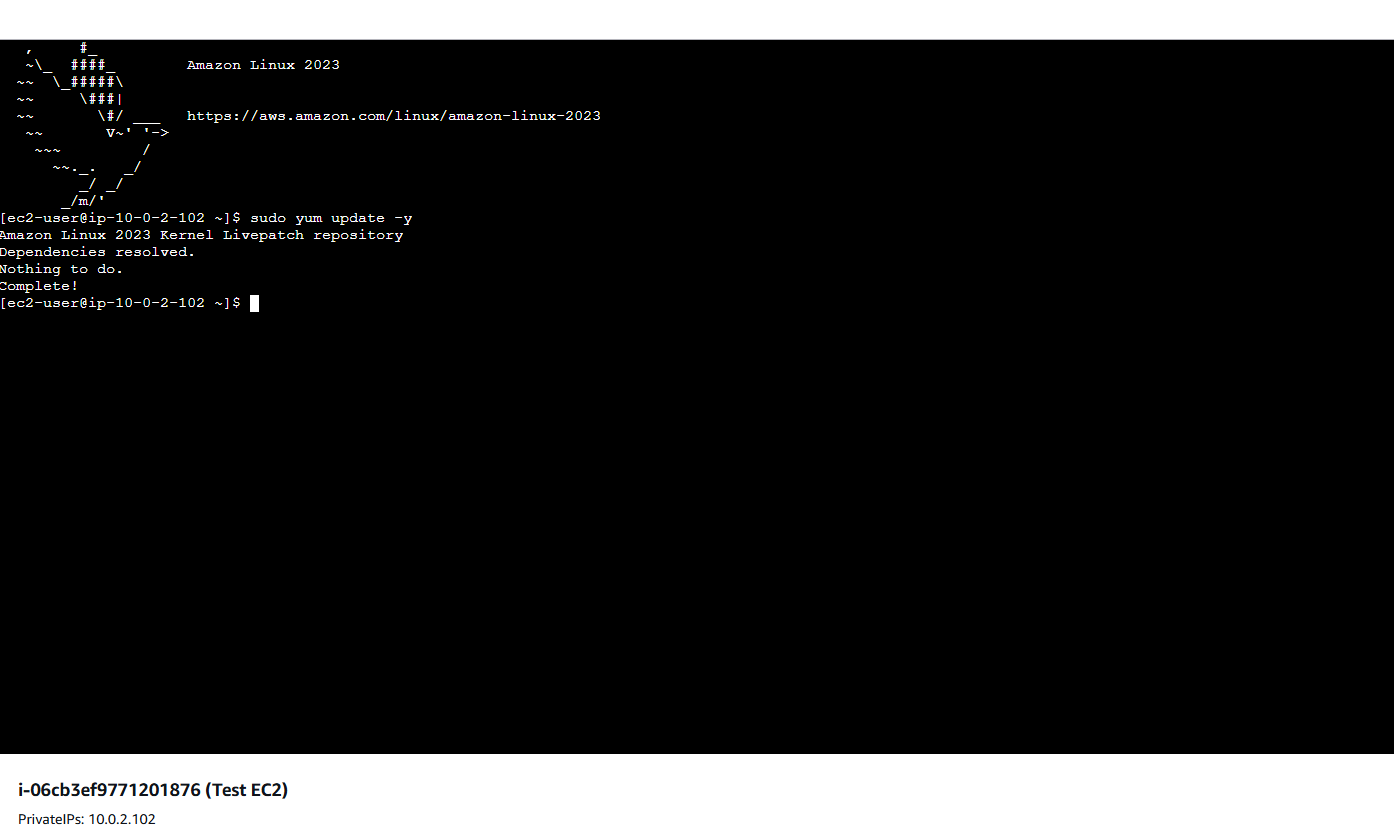 ,     #_
   ~\_  ####_        Amazon Linux 2023
  ~~  \_#####\
  ~~     \###|
  ~~       \#/ ___   https://aws.amazon.com/linux/amazon-linux-2023
   ~~       V~' '->
    ~~~         /
      ~~._.   _/
         _/ _/
       _/m/'
[ec2-user@ip-10-0-2-102 ~]$ sudo yum update -y
Amazon Linux 2023 Kernel Livepatch repository
Dependencies resolved.
Nothing to do.
Complete!
[ec2-user@ip-10-0-2-102 ~]$
i-06cb3ef9771201876 (Test EC2)
PrivateIPs: 10.0.2.102